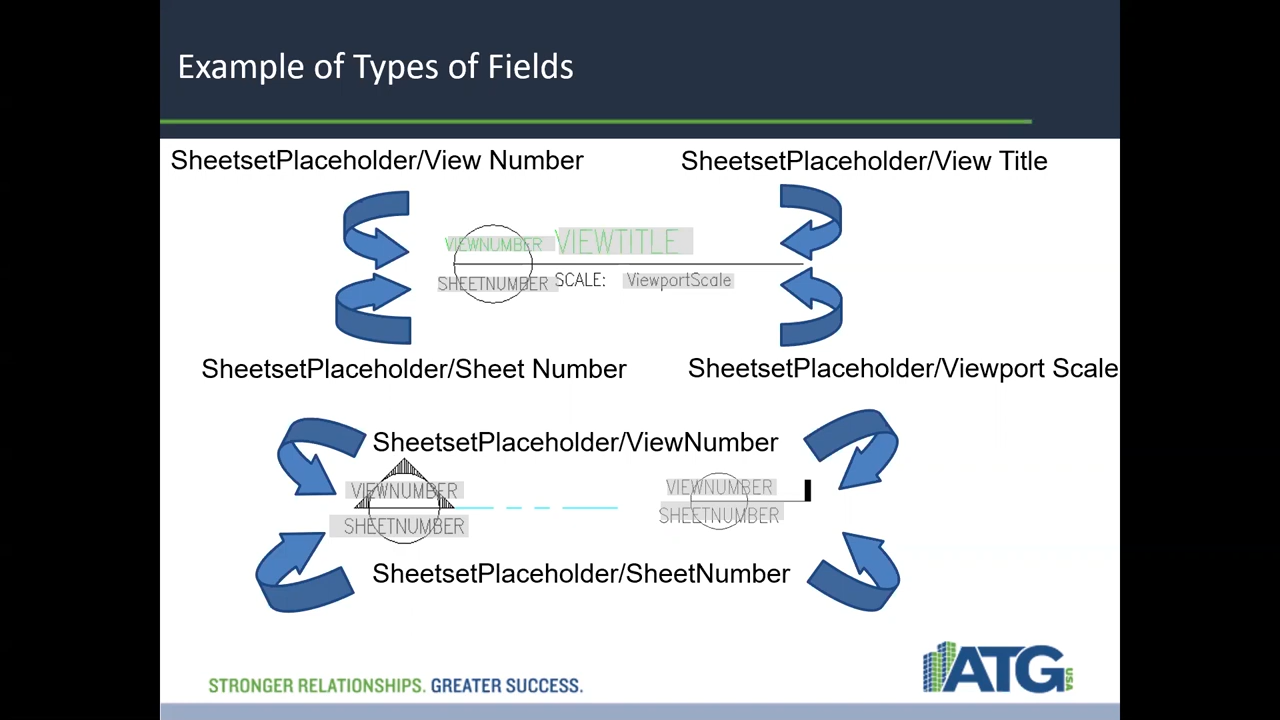 Example of Types of Fields
SheetsetPlaceholder/View Number
SheetsetPlaceholder/View Title
VIEWNUMBER
VIEWTITLE
SHEETNUMBER
SCALE: ViewportScale
SheetsetPlaceholder/Sheet Number
SheetsetPlaceholder/Viewport Scale
SheetsetPlaceholder/ViewNumber
VIEWNUMBER
VIEWNUMBER
SHEETNUMBER
SHEETNUMBER
SheetsetPlaceholder/SheetNumber
STRONGER RELATIONSHIPS. GREATER SUCCESS.
ATG USA